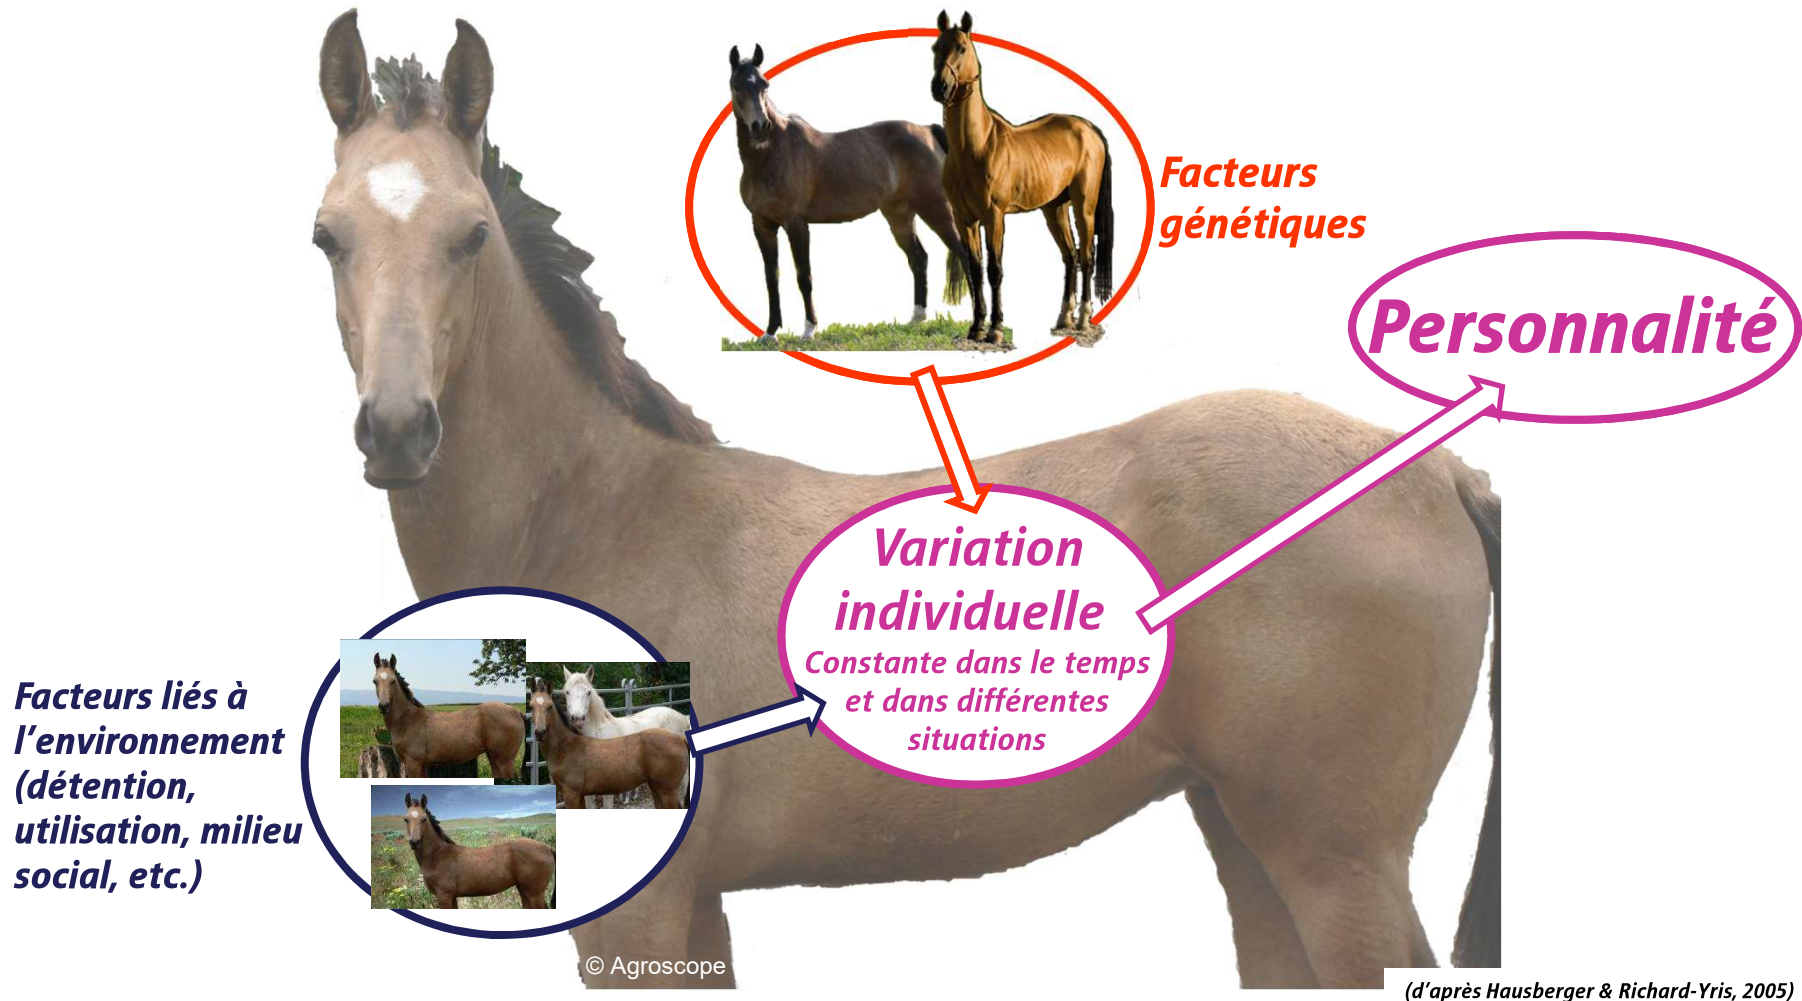 Facteurs
génétiques
Personnalité
Variation
individuelle
Constante dans le temps
et dans différentes
situations
Facteurs liés à
l’environnement
(détention,
utilisation, milieu
social, etc.)
© Agroscope
(d’après Hausberger & Richard-Yris, 2005)